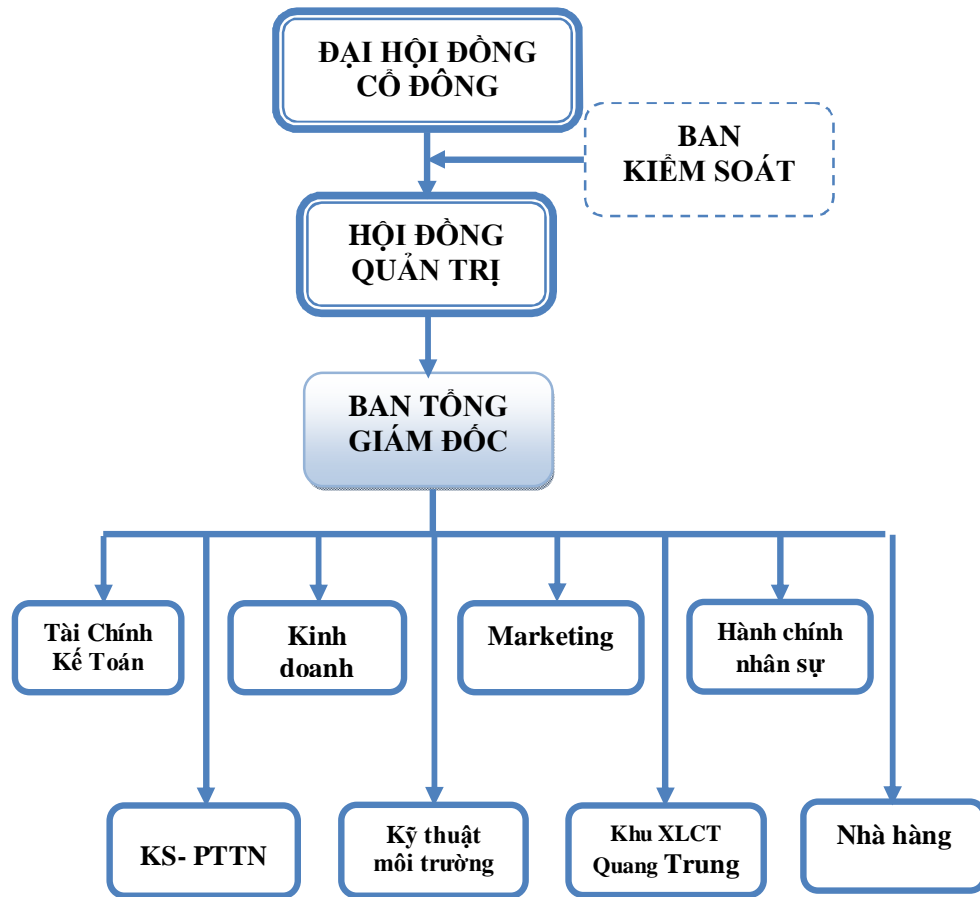 ĐẠI HỘI ĐỒNG
CỔ ĐÔNG
BAN
KIỂM SOÁT
HỘI ĐỒNG
QUẢN TRỊ
BAN TỔNG
GIÁM ĐỐC
Tài Chính
Kế Toán
Kinh
doanh
Marketing
Hành chính
nhân sự
KS- PTTN
Kỹ thuật
môi trường
Khu XLCT
Quang Trung
Nhà hàng